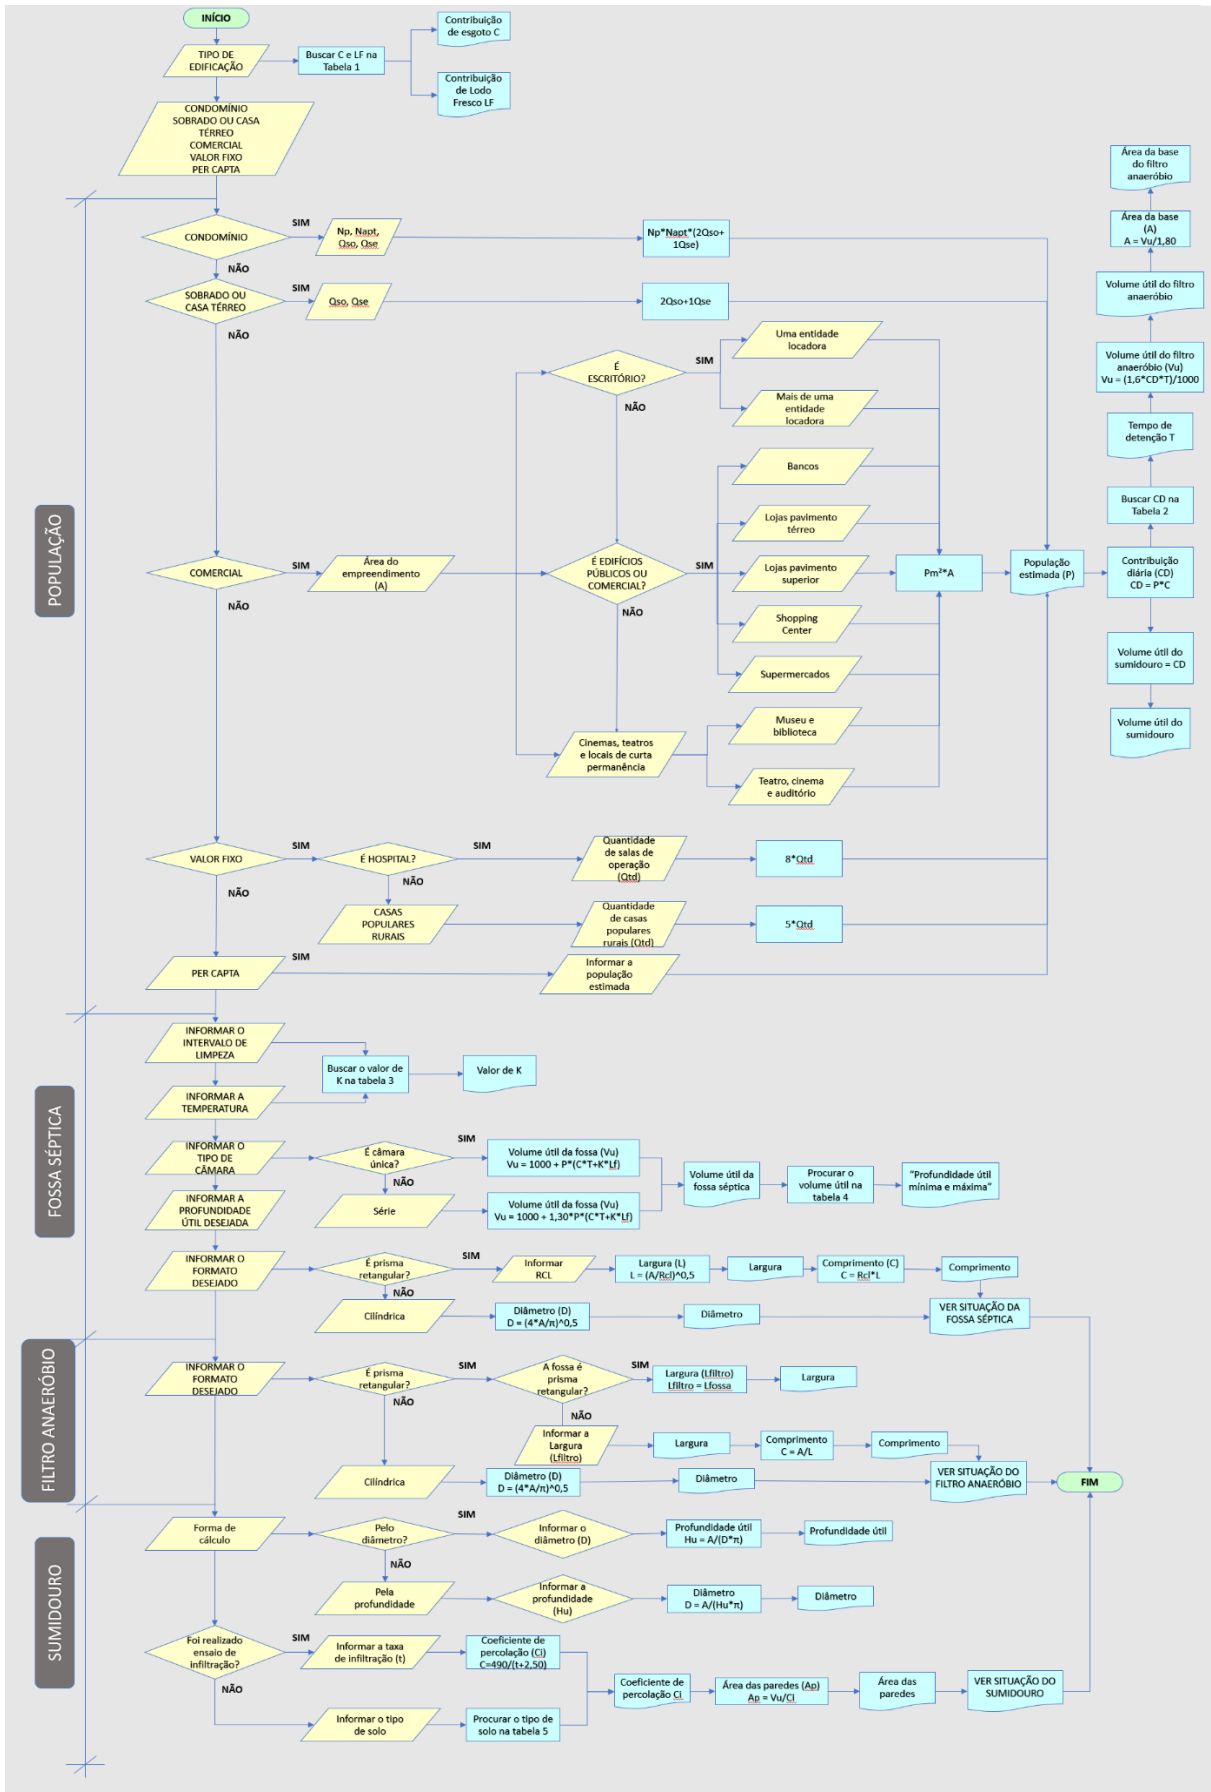 INÍCIO
TIPO DE
EDIFICAÇÃO
Buscar C e LF na
Tabela 1
Contribuição
de esgoto C
Contribuição
de Lodo
Fresco LF
CONDOMÍNIO
SOBRADO OU CASA
TÉRREO
COMERCIAL
VALOR FIXO
PER CAPTA
POPULAÇÃO
CONDOMÍNIO
SIM
Np, Napt,
Qso, Qse
Np*Napt*(2Qso+
1Qse)
NÃO
SOBRADO OU
CASA TÉRREO
SIM
Qso, Qse
2Qso+1Qse
NÃO
É
ESCRITÓRIO?
SIM
Uma entidade
locadora
Mais de uma
entidade
locadora
NÃO
Bancos
Lojas pavimento
térreo
COMERCIAL
SIM
Área do
empreendimento
(A)
É EDIFÍCIOS
PÚBLICOS OU
COMERCIAL?
SIM
Lojas pavimento
superior
Pm²*A
População
estimada (P)
Shopping
Center
Supermercados
NÃO
NÃO
Cinemas, teatros
e locais de curta
permanência
Museu e
biblioteca
Teatro, cinema
e auditório
Área da base
do filtro
anaeróbio
Área da base
(A)
A = Vu/1,80
Volume útil do filtro
anaeróbio
Volume útil do filtro
anaeróbio (Vu)
Vu = (1,6*CD*T)/1000
Tempo de
detenção T
Buscar CD na
Tabela 2
Contribuição
diária (CD)
CD = P*C
Volume útil do
sumidouro = CD
Volume útil do
sumidouro
VALOR FIXO
SIM
É HOSPITAL?
SIM
Quantidade
de salas de
operação
(Qtd)
8*Qtd
NÃO
NÃO
CASAS
POPULARES
RURAIS
Quantidade
de casas
populares
rurais (Qtd)
5*Qtd
PER CAPTA
SIM
Informar a
população
estimada
FOSSA SÉPTICA
INFORMAR O
INTERVALO DE
LIMPEZA
Buscar o valor de
K na tabela 3
Valor de K
INFORMAR A
TEMPERATURA
INFORMAR O
TIPO DE
CÂMARA
É câmara
única?
SIM
Volume útil da fossa (Vu)
Vu = 1000 + P*(C*T+K*Lf)
NÃO
Volume útil da
fossa séptica
Procurar o
volume útil na
tabela 4
"Profundidade útil
mínima e máxima"
INFORMAR A
PROFUNDIDADE
ÚTIL DESEJADA
Série
Volume útil da fossa (Vu)
Vu = 1000 + 1,30*P*(C*T+K*Lf)
INFORMAR O
FORMATO
DESEJADO
É prisma
retangular?
SIM
Informar
RCL
Largura (L)
L = (A/Rcl)^0,5
Largura
Comprimento (C)
C = Rcl*L
Comprimento
NÃO
Cilíndrica
Diâmetro (D)
D = (4*A/π)^0,5
Diâmetro
VER SITUAÇÃO DA
FOSSA SÉPTICA
FILTRO ANAERÓBIO
INFORMAR O
FORMATO
DESEJADO
É prisma
retangular?
SIM
A fossa é
prisma
retangular?
SIM
Largura (Lfiltro)
Lfiltro = Lfossa
Largura
NÃO
NÃO
Informar a
Largura
(Lfiltro)
Largura
Comprimento
C = A/L
Comprimento
Cilíndrica
Diâmetro (D)
D = (4*A/π)^0,5
Diâmetro
VER SITUAÇÃO DO
FILTRO ANAERÓBIO
FIM
SUMIDOURO
Forma de
cálculo
Pelo
diâmetro?
SIM
Informar o
diâmetro (D)
Profundidade útil
Hu = A/(D*π)
Profundidade útil
NÃO
Pela
profundidade
Informar a
profundidade
(Hu)
Diâmetro
D = A/(Hu*π)
Diâmetro
Foi realizado
ensaio de
infiltração?
SIM
Informar a taxa
de infiltração (t)
Coeficiente de
percolação (Ci)
C=490/(t+2,50)
NÃO
Coeficiente de
percolação Ci
Área das paredes (Ap)
Ap = Vu/Ci
Área das
paredes
VER SITUAÇÃO DO
SUMIDOURO
Informar o tipo
de solo
Procurar o tipo de
solo na tabela 5